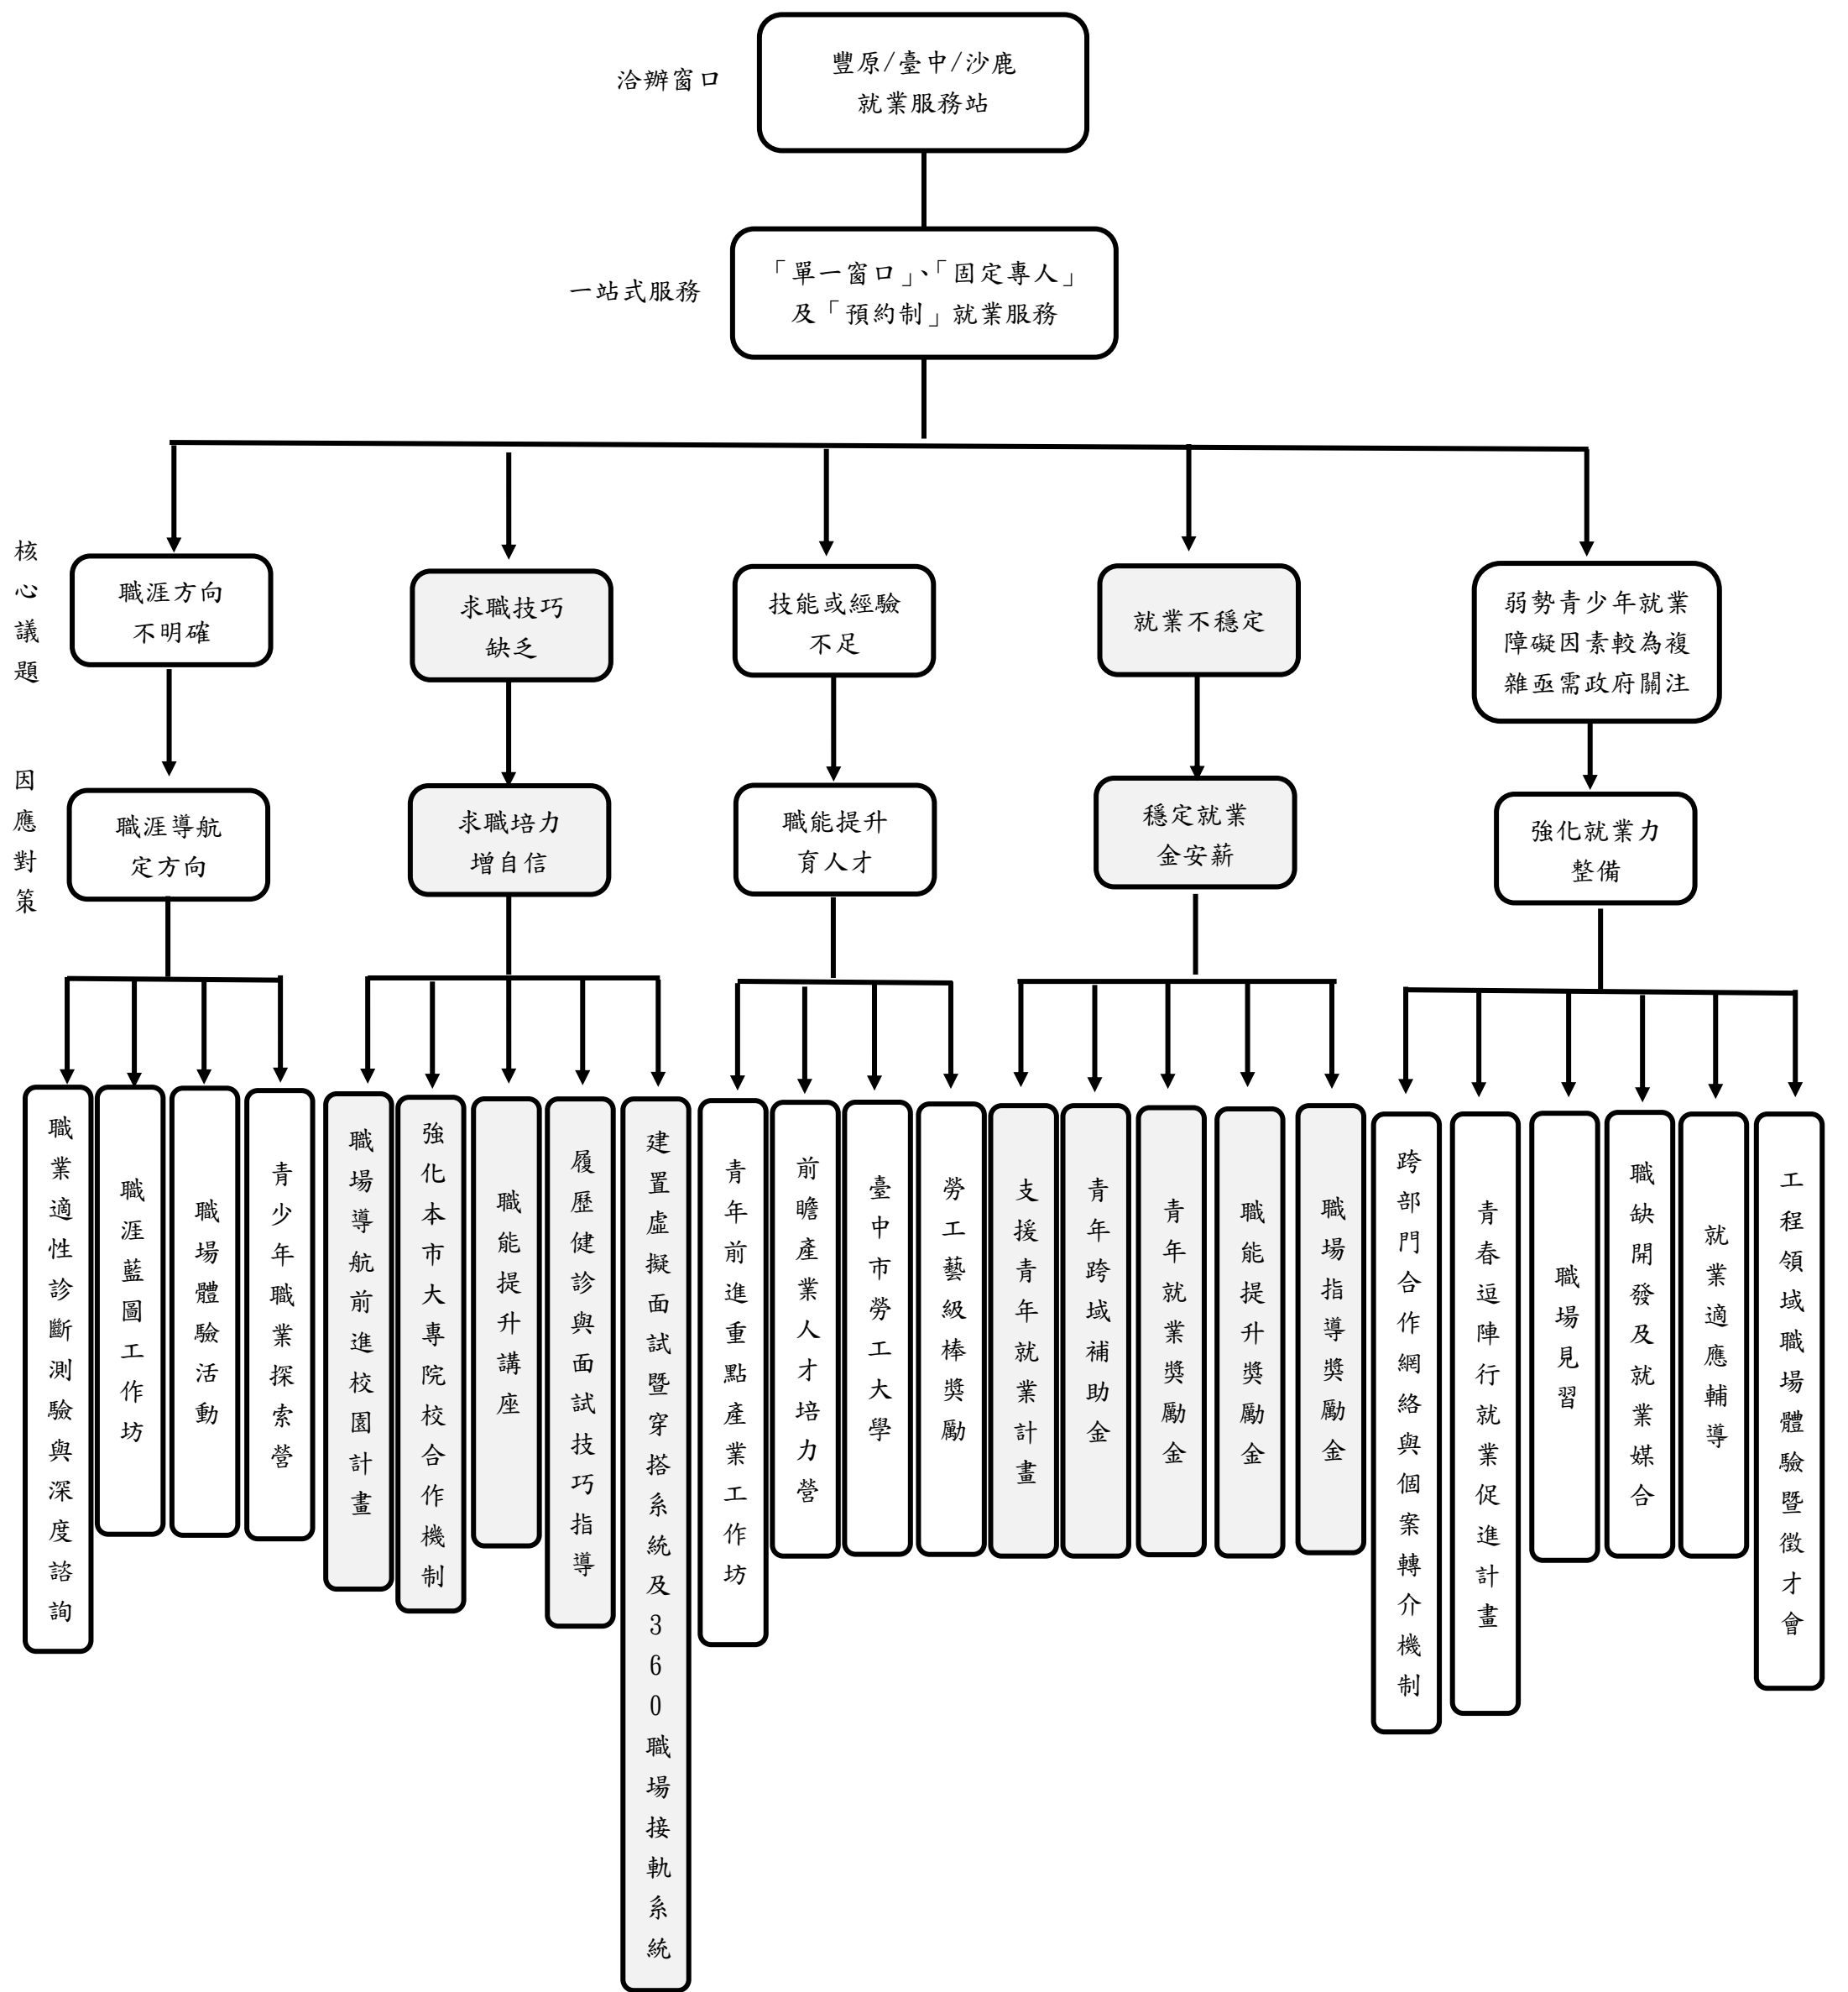 洽辦窗口
豐原/臺中/沙鹿
就業服務站
一站式服務
「單一窗口」、「固定專人」
及「預約制」就業服務
核心議題
職涯方向
不明確
求職技巧
缺乏
技能或經驗
不足
就業不穩定
弱勢青少年就業
障礙因素較為複
雜亟需政府關注
因應對策
職涯導航
定方向
求職培力
增自信
職能提升
育人才
穩定就業
金安薪
強化就業力
整備
職業適性診斷測驗與深度諮詢
職涯藍圖工作坊
職場體驗活動
青少年職業探索營
職場導航前進校園計畫
強化本市大專院校合作機制
職能提升講座
履歷健診與面試技巧指導
建置虛擬面試暨穿搭系統及360職場接軌系統
青年前進重點產業工作坊
前瞻產業人才培力營
臺中市勞工大學
勞工藝級棒獎勵
支援青年就業計畫
青年跨域補助金
青年就業獎勵金
職能提升獎勵金
職場指導獎勵金
跨部門合作網絡與個案轉介機制
青春逗陣行就業促進計畫
職場見習
職缺開發及就業媒合
就業適應輔導
工程領域職場體驗暨徵才會